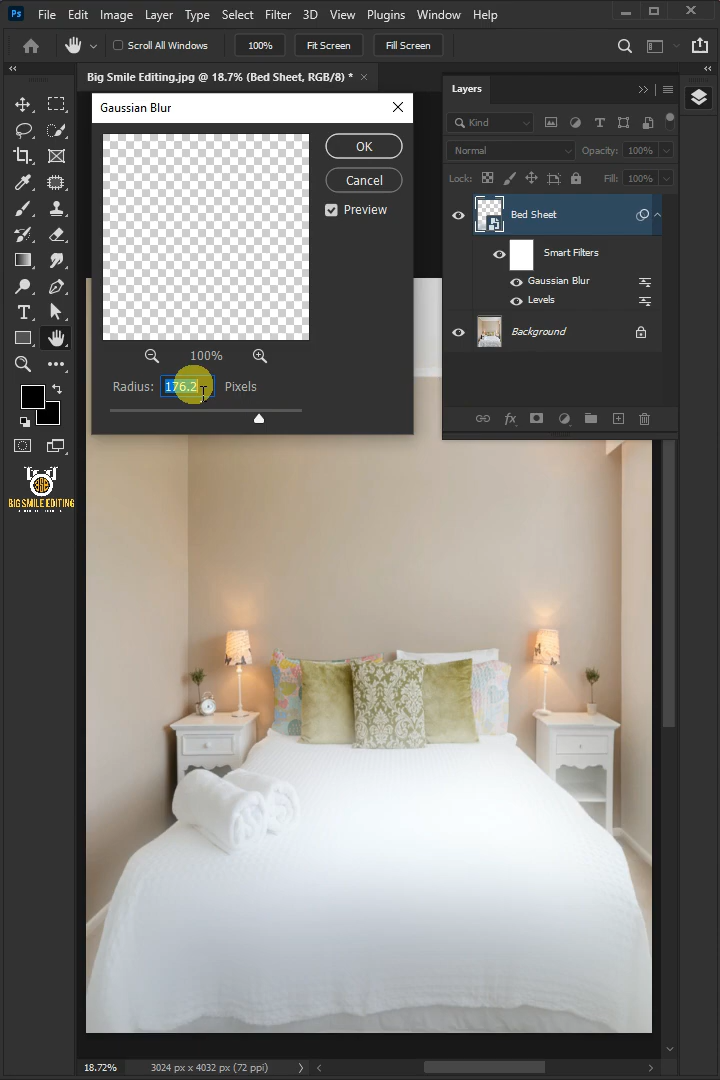 Ps File Edit Image Layer Type Select Filter 3D View Plugins Window Help
Scroll All Windows 100% Fit Screen Fill Screen
Big Smile Editing.jpg @ 18.7% (Bed Sheet, RGB/8) *
Gaussian Blur
OK
Cancel
Preview
100%
Radius: 176.2 Pixels
Layers
Kind
Normal Opacity: 100%
Lock: Fill: 100%
Bed Sheet
Smart Filters
Gaussian Blur
Levels
Background
fx
BIG SMILE EDITING
18.72% 3024 px x 4032 px (72 ppi)